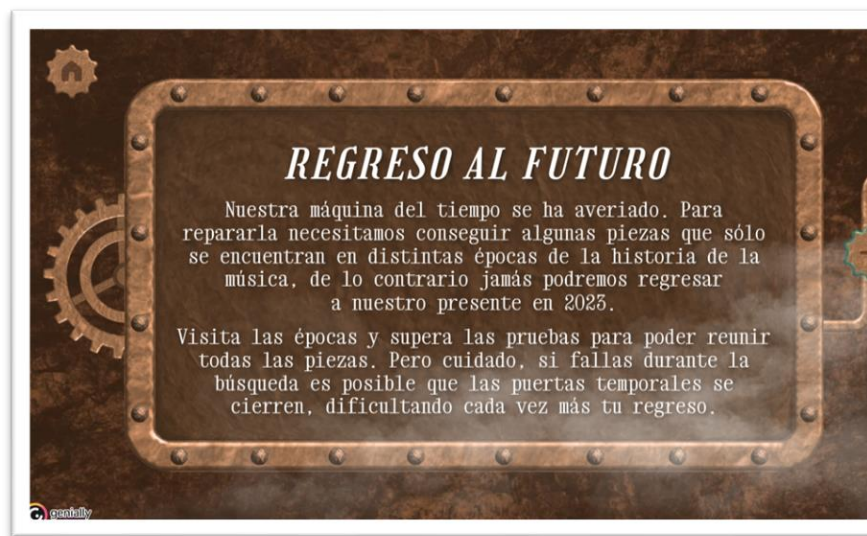 REGRESO AL FUTURO
Nuestra máquina del tiempo se ha averiado. Para
repararla necesitamos conseguir algunas piezas que sólo
se encuentran en distintas épocas de la historia de la
música, de lo contrario jamás podremos regresar
a nuestro presente en 2023.
Visita las épocas y supera las pruebas para poder reunir
todas las piezas. Pero cuidado, si fallas durante la
búsqueda es posible que las puertas temporales se
cierren, dificultando cada vez más tu regreso.
genially